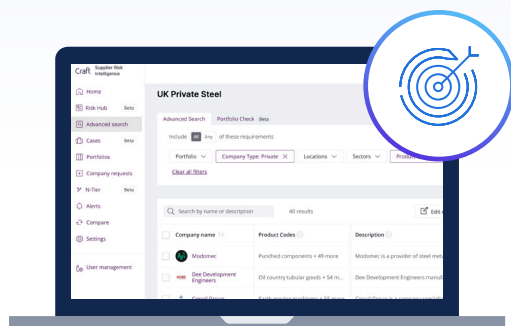 Craft Supplier Risk
Intelligence
Home
Risk Hub Beta
Advanced search
Cases Beta
Portfolios
Company requests
N-Tier Beta
Alerts
Compare
Settings
User management
UK Private Steel
Advanced Search Portfolio Check Beta
Include All Any of these requirements
Portfolio Company Type: Private X Locations Sectors Produc
Clear all filters
Search by name or description 40 results Edit
Company name Product Codes Description
Modomec Punched components + 49 more Modomec is a provider of steel meta
Dee Development
Engineers Oil country tubular goods + 54 m... Dee Development Engineers manufa